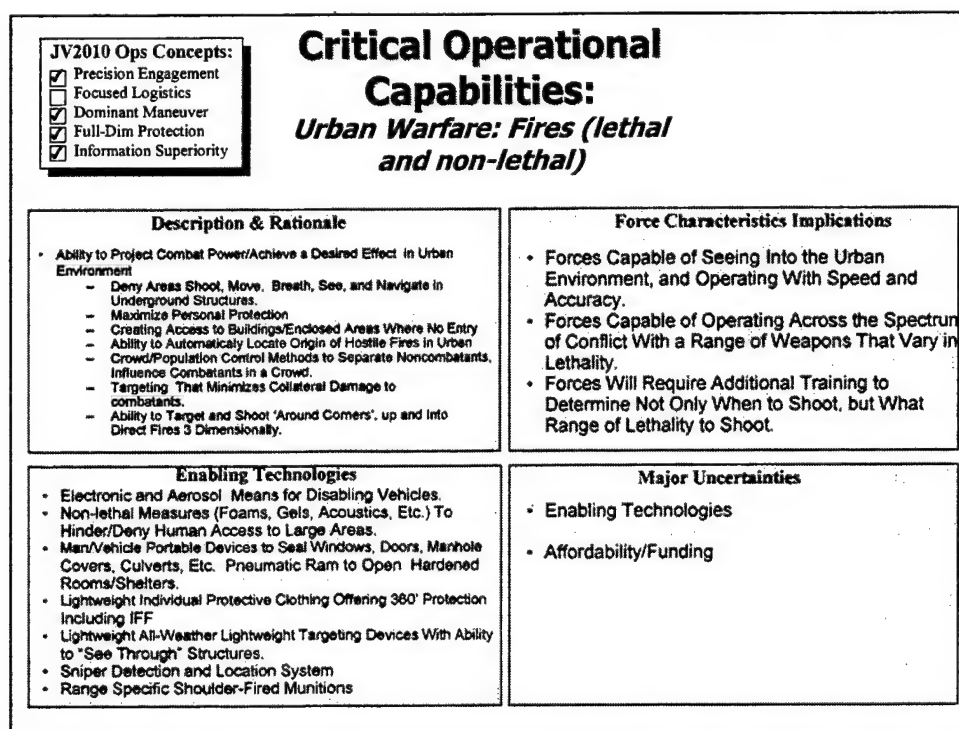 JV2010 Ops Concepts:
☑ Precision Engagement
☐ Focused Logistics
☑ Dominant Maneuver
☑ Full-Dim Protection
☑ Information Superiority
Critical Operational
Capabilities:
Urban Warfare: Fires (lethal
and non-lethal)
Description & Rationale
• Ability to Project Combat Power/Achieve a Desired Effect in Urban
Environment
– Deny Areas Shoot, Move, Breath, See, and Navigate in
Underground Structures.
– Maximize Personal Protection
– Creating Access to Buildings/Enclosed Areas Where No Entry
– Ability to Automaticaly Locate Origin of Hostile Fires in Urban
– Crowd/Population Control Methods to Separate Noncombatants,
Influence Combatants in a Crowd.
– Targeting That Minimizes Collateral Damage to
combatants.
– Ability to Target and Shoot 'Around Corners', up and Into
Direct Fires 3 Dimensionally.
Force Characteristics Implications
• Forces Capable of Seeing Into the Urban
Environment, and Operating With Speed and
Accuracy.
• Forces Capable of Operating Across the Spectrum
of Conflict With a Range of Weapons That Vary in
Lethality.
• Forces Will Require Additional Training to
Determine Not Only When to Shoot, but What
Range of Lethality to Shoot.
Enabling Technologies
• Electronic and Aerosol Means for Disabling Vehicles.
• Non-lethal Measures (Foams, Gels, Acoustics, Etc.) To
Hinder/Deny Human Access to Large Areas.
• Man/Vehicle Portable Devices to Seal Windows, Doors, Manhole
Covers, Culverts, Etc. Pneumatic Ram to Open Hardened
Rooms/Shelters.
• Lightweight Individual Protective Clothing Offering 360' Protection
Including IFF
• Lightweight All-Weather Lightweight Targeting Devices With Ability
to "See Through" Structures.
• Sniper Detection and Location System
• Range Specific Shoulder-Fired Munitions
Major Uncertainties
• Enabling Technologies
• Affordability/Funding